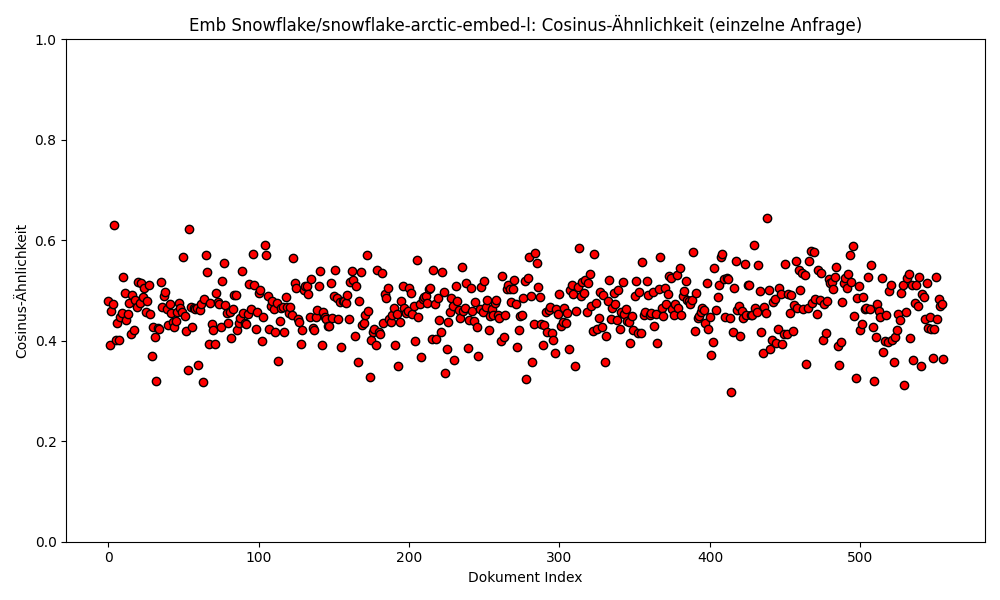 Emb Snowflake/snowflake-arctic-embed-l: Cosinus-Ähnlichkeit (einzelne Anfrage)
1.0
0.8
0.6
0.4
0.2
0.0
Cosinus-Ähnlichkeit
0 100 200 300 400 500
Dokument Index